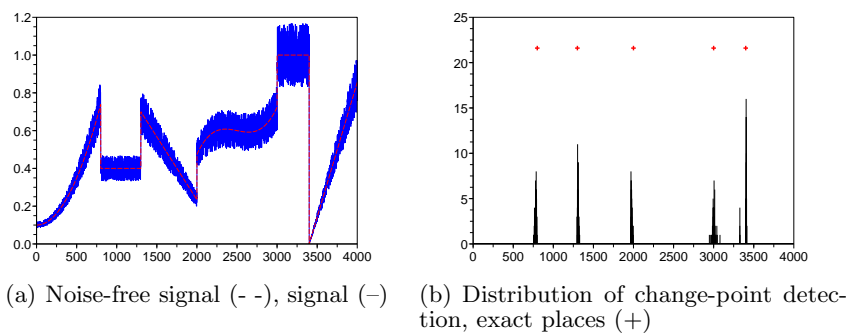 1.2
1.0
0.8
0.6
0.4
0.2
0.0
0 500 1000 1500 2000 2500 3000 3500 4000
25
20
15
10
5
0
0 500 1000 1500 2000 2500 3000 3500 4000
(a) Noise-free signal (- -), signal (–)
(b) Distribution of change-point detec-
tion, exact places (+)